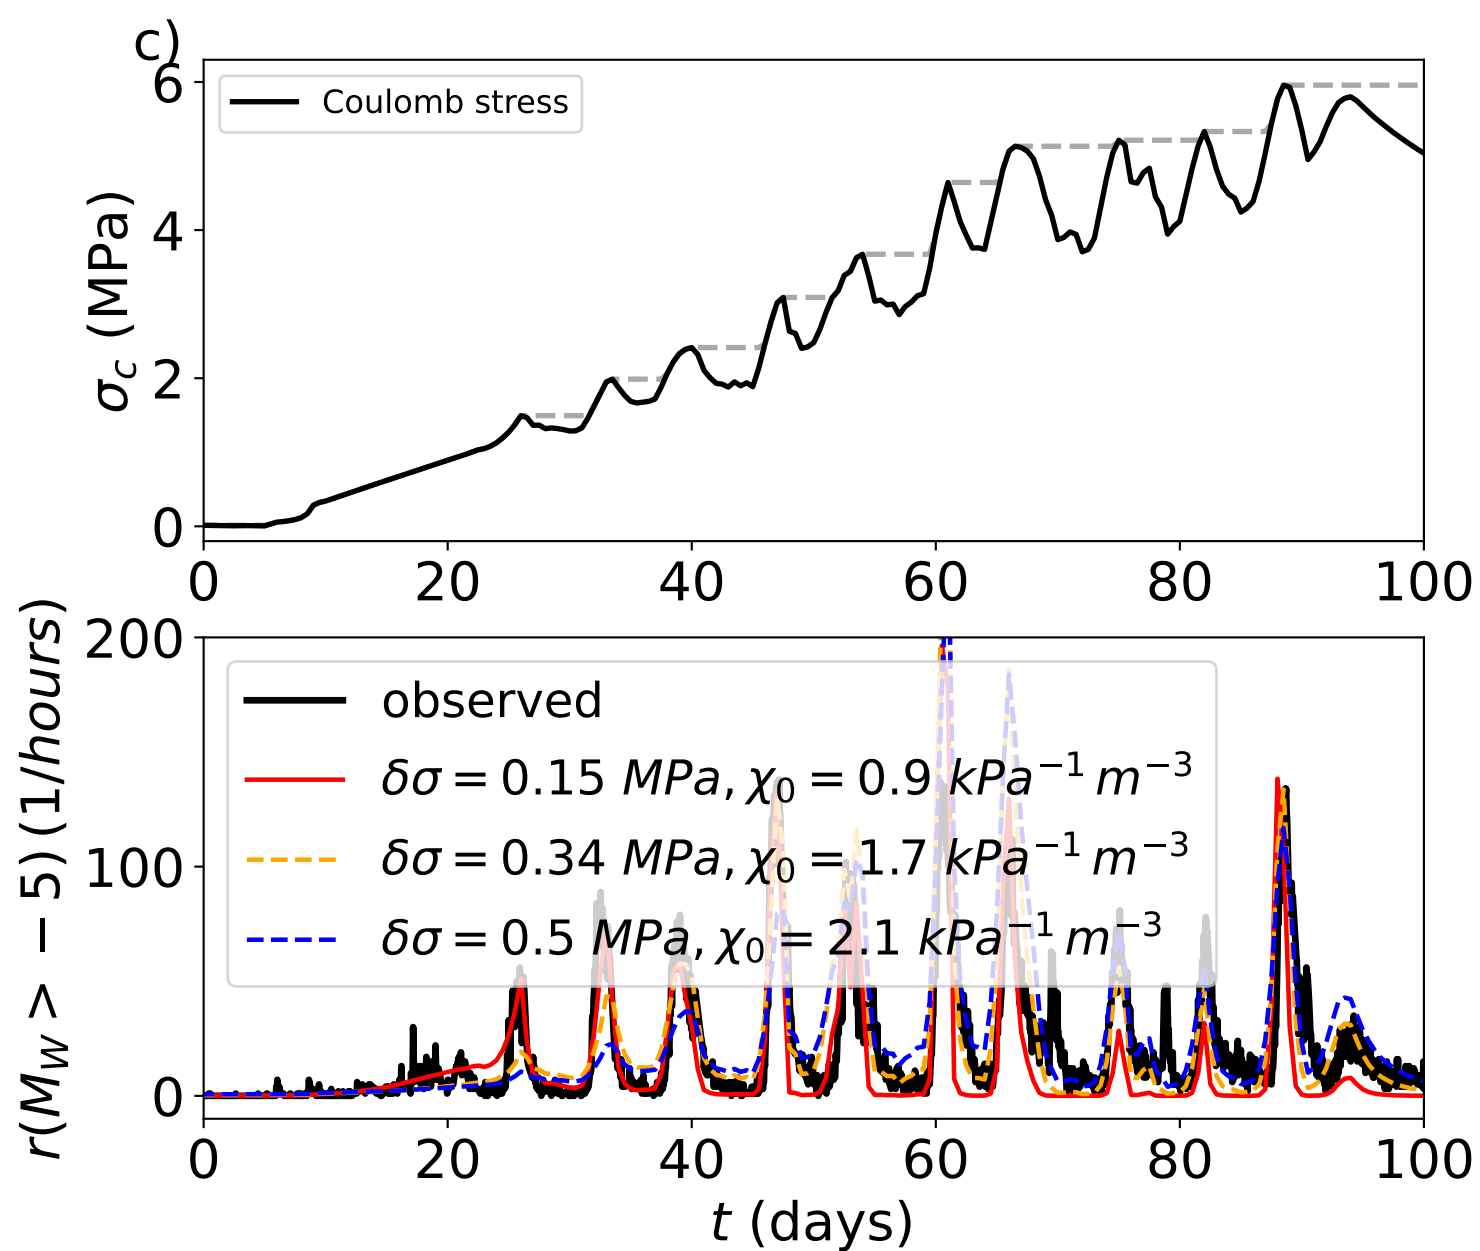 c)
Coulomb stress
σc (MPa)
6
4
2
0
0 20 40 60 80 100
r(MW > − 5) (1/hours)
200
100
0
observed
δσ = 0.15 MPa, χ0 = 0.9 kPa−1 m−3
δσ = 0.34 MPa, χ0 = 1.7 kPa−1 m−3
δσ = 0.5 MPa, χ0 = 2.1 kPa−1 m−3
0 20 40 60 80 100
t (days)